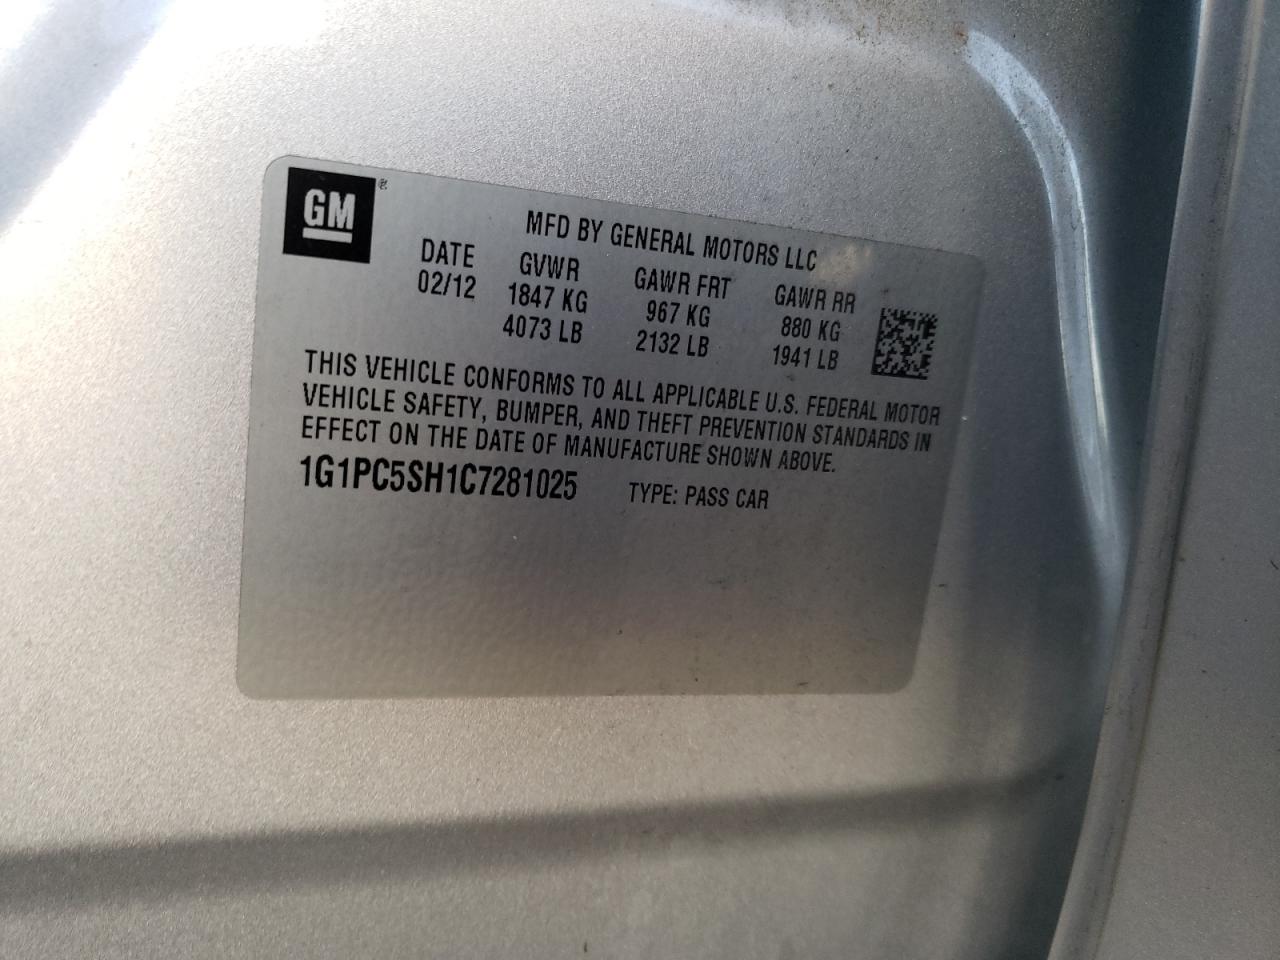 GM ®
MFD BY GENERAL MOTORS LLC
DATE GVWR GAWR FRT GAWR RR
02/12 1847 KG 967 KG 880 KG
4073 LB 2132 LB 1941 LB
THIS VEHICLE CONFORMS TO ALL APPLICABLE U.S. FEDERAL MOTOR
VEHICLE SAFETY, BUMPER, AND THEFT PREVENTION STANDARDS IN
EFFECT ON THE DATE OF MANUFACTURE SHOWN ABOVE.
1G1PC5SH1C7281025 TYPE: PASS CAR